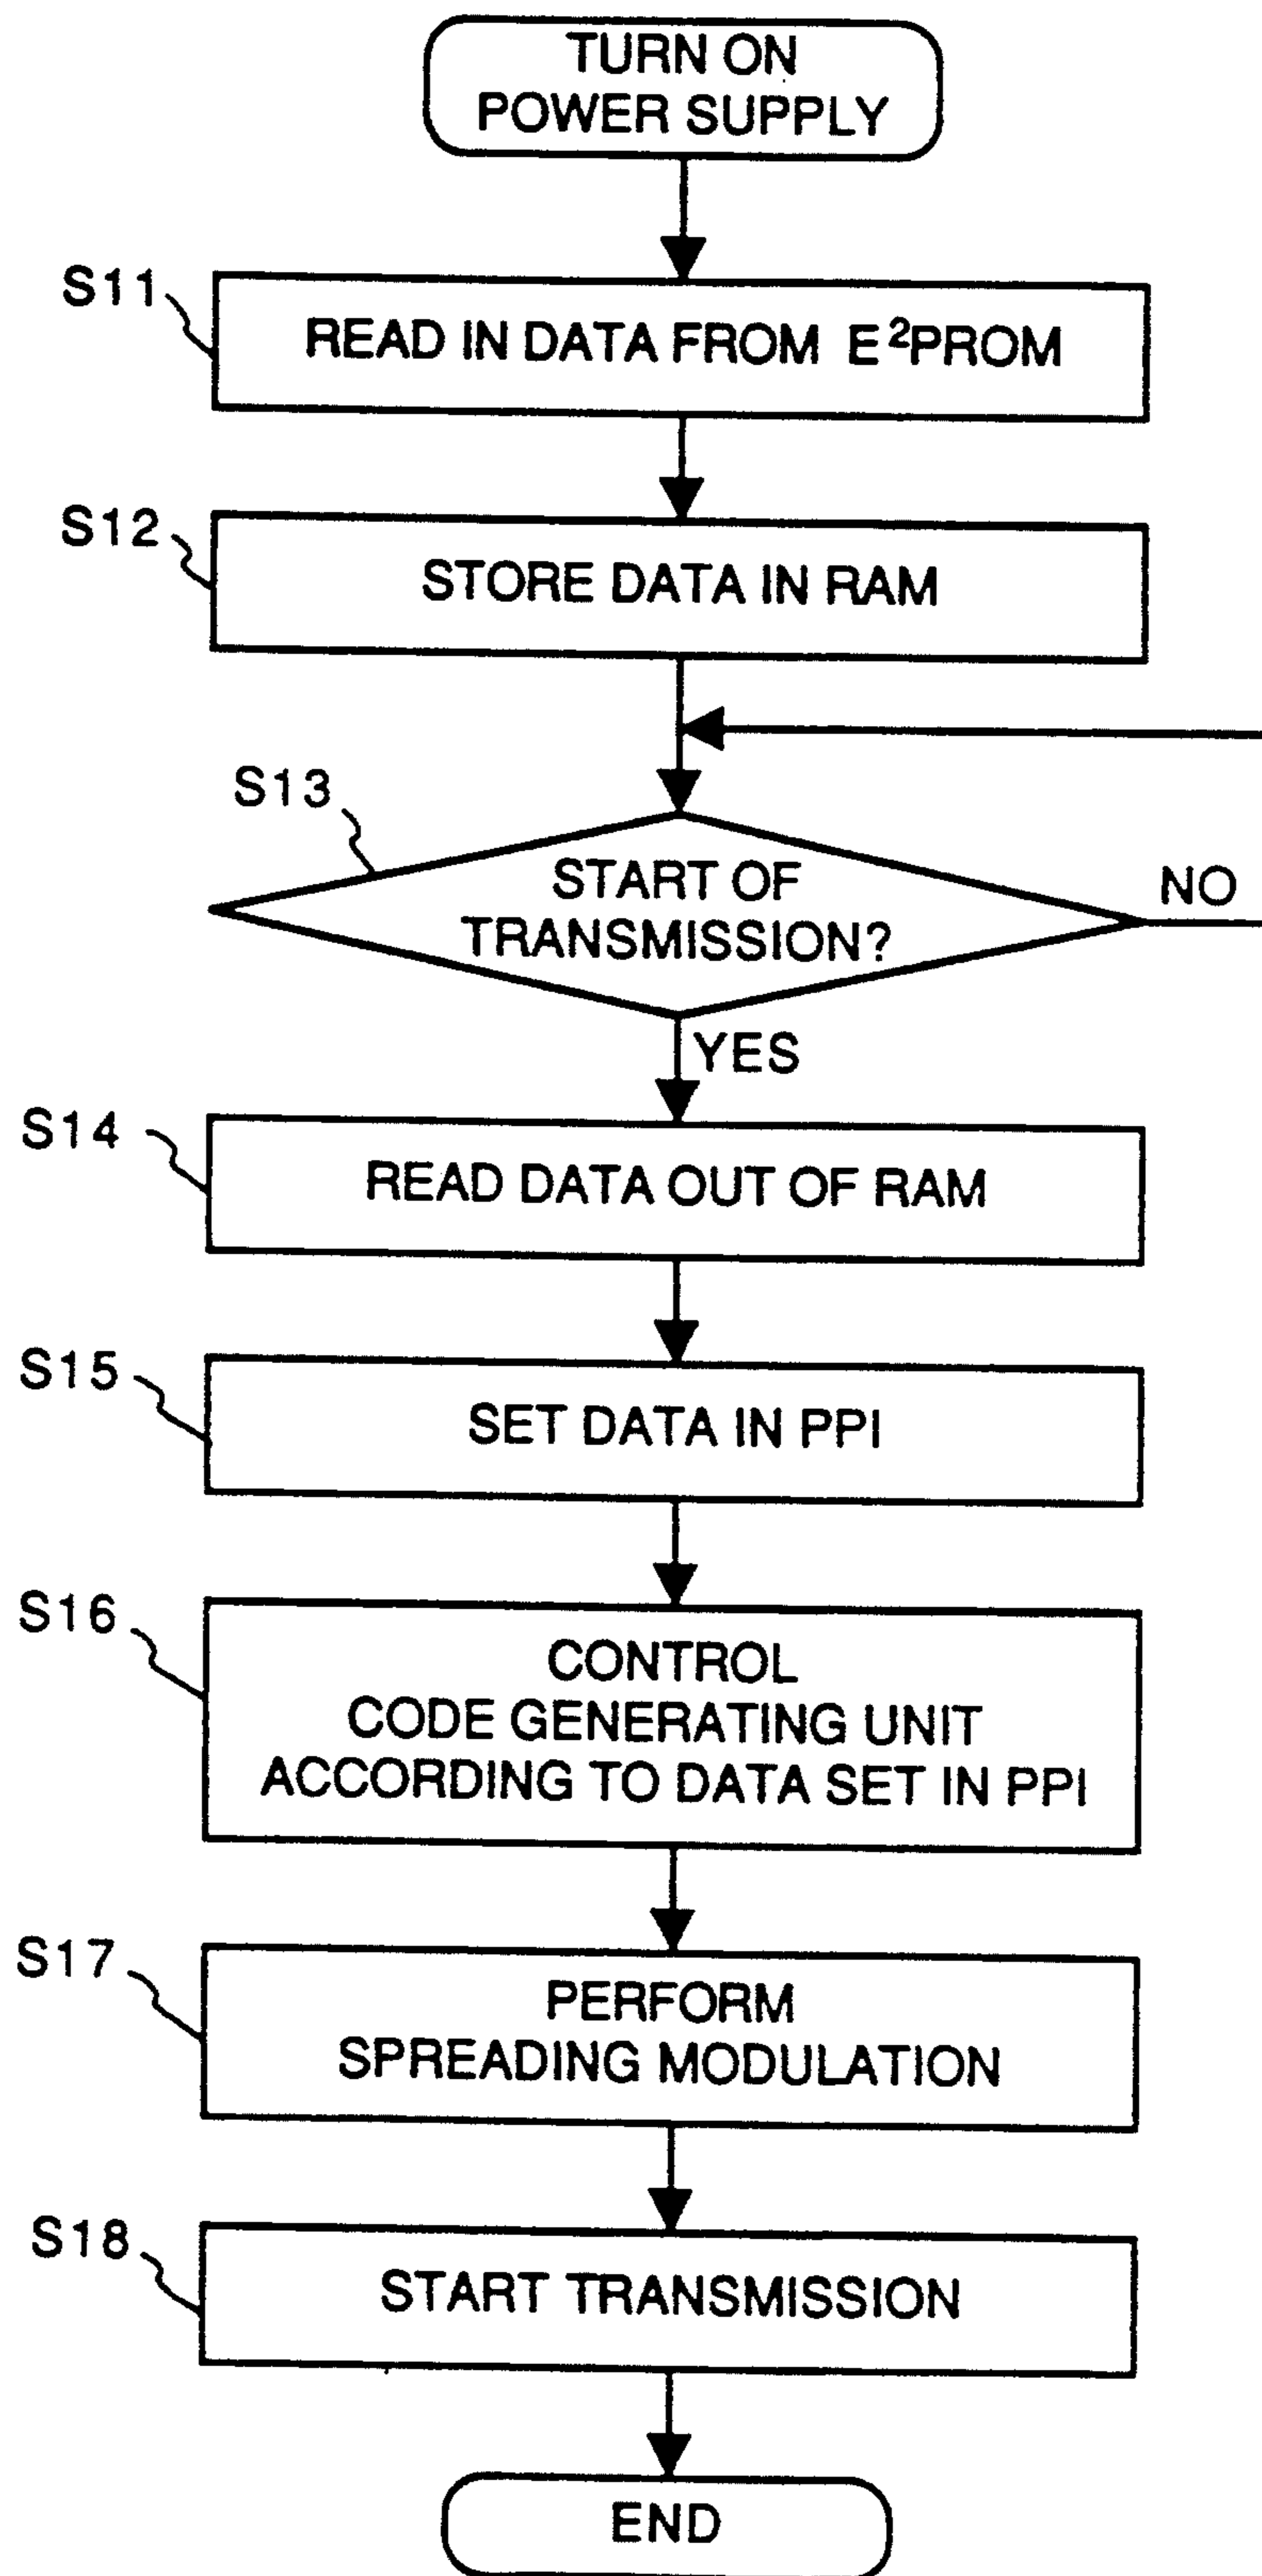 TURN ON
POWER SUPPLY
S11
READ IN DATA FROM E²PROM
S12
STORE DATA IN RAM
S13
START OF
TRANSMISSION?
NO
YES
S14
READ DATA OUT OF RAM
S15
SET DATA IN PPI
S16
CONTROL
CODE GENERATING UNIT
ACCORDING TO DATA SET IN PPI
S17
PERFORM
SPREADING MODULATION
S18
START TRANSMISSION
END